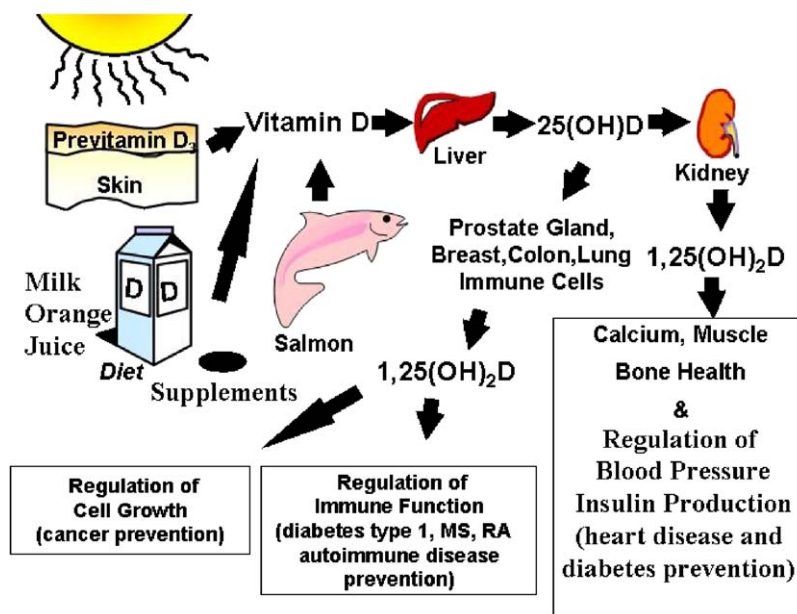 Previtamin D₃
Skin
Vitamin D
Liver
25(OH)D
Kidney
Milk
Orange
Juice
D D
Diet
Supplements
Salmon
Prostate Gland,
Breast,Colon,Lung
Immune Cells
1,25(OH)₂D
1,25(OH)₂D
Regulation of
Cell Growth
(cancer prevention)
Regulation of
Immune Function
(diabetes type 1, MS, RA
autoimmune disease
prevention)
Calcium, Muscle
Bone Health
&
Regulation of
Blood Pressure
Insulin Production
(heart disease and
diabetes prevention)